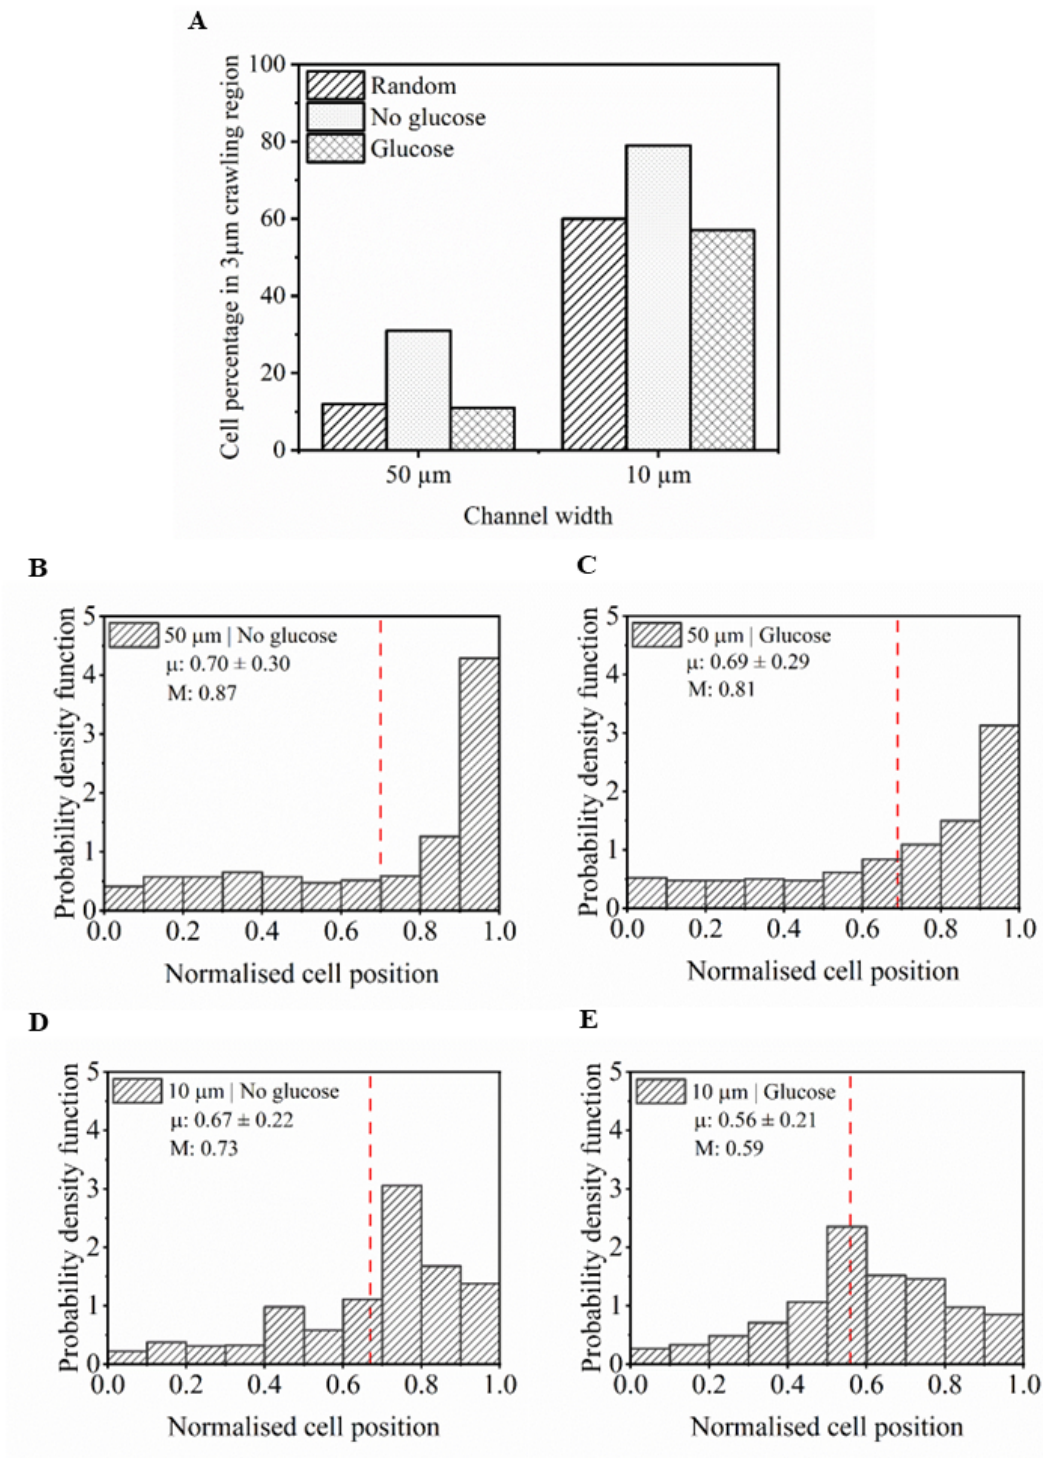 A
Cell percentage in 3μm crawling region
100
80
60
40
20
0
Random
No glucose
Glucose
50 μm
10 μm
Channel width
B
Probability density function
5
4
3
2
1
0
50 μm | No glucose
μ: 0.70 ± 0.30
M: 0.87
0.0 0.2 0.4 0.6 0.8 1.0
Normalised cell position
C
Probability density function
5
4
3
2
1
0
50 μm | Glucose
μ: 0.69 ± 0.29
M: 0.81
0.0 0.2 0.4 0.6 0.8 1.0
Normalised cell position
D
Probability density function
5
4
3
2
1
0
10 μm | No glucose
μ: 0.67 ± 0.22
M: 0.73
0.0 0.2 0.4 0.6 0.8 1.0
Normalised cell position
E
Probability density function
5
4
3
2
1
0
10 μm | Glucose
μ: 0.56 ± 0.21
M: 0.59
0.0 0.2 0.4 0.6 0.8 1.0
Normalised cell position